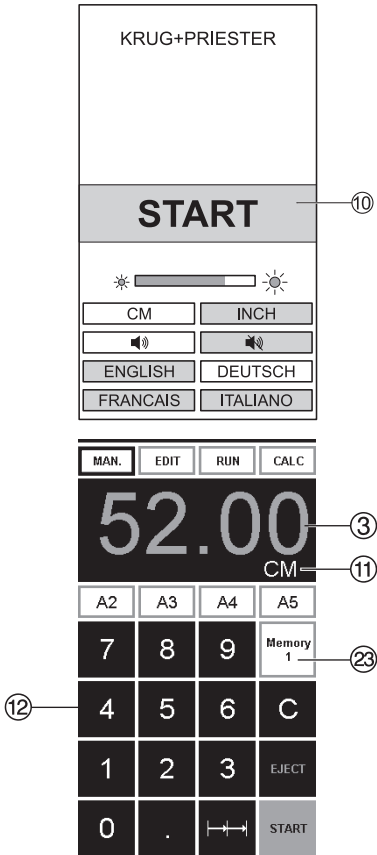 KRUG+PRIESTER
START
10
CM INCH
ENGLISH DEUTSCH
FRANCAIS ITALIANO
MAN. EDIT RUN CALC
52.00
3
CM
11
A2 A3 A4 A5
7 8 9 Memory
1
23
12
4 5 6 C
1 2 3 EJECT
0 . START